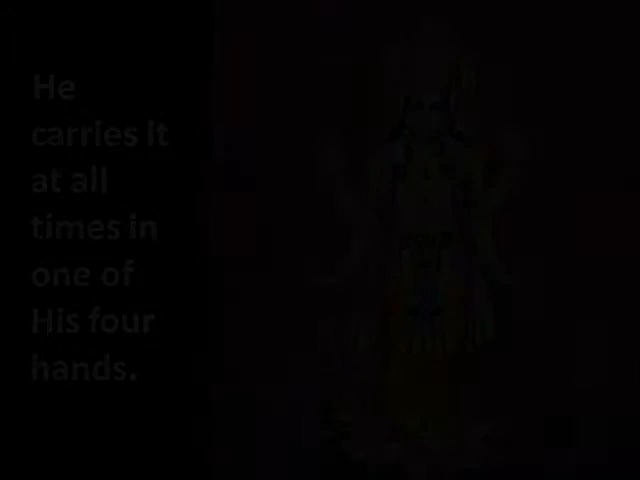 He
carries it
at all
times in
one of
His four
hands.